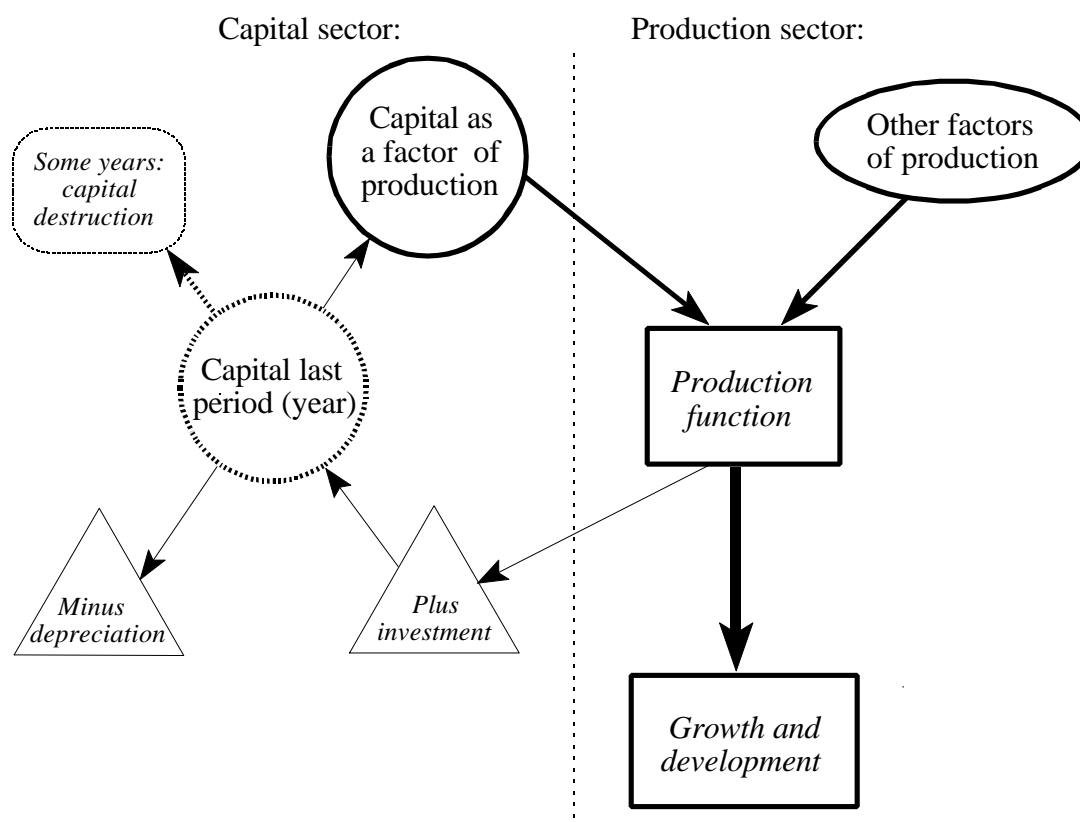 Capital sector:
Production sector:
Capital as
a factor of
production
Other factors
of production
Some years:
capital
destruction
Capital last
period (year)
Production
function
Minus
depreciation
Plus
investment
Growth and
development